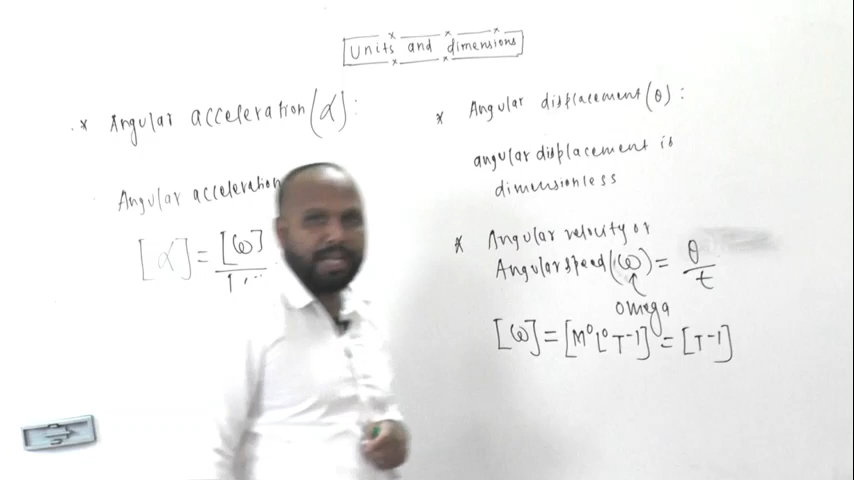 Units and dimensions
* Angular acceleration (α):
Angular acceleration
[α] = [ω]
* Angular displacement (θ):
angular displacement is
dimensionless
* Angular velocity or
Angular speed (ω) = θ/t
omega
[ω] = [M⁰L⁰T-1] = [T-1]